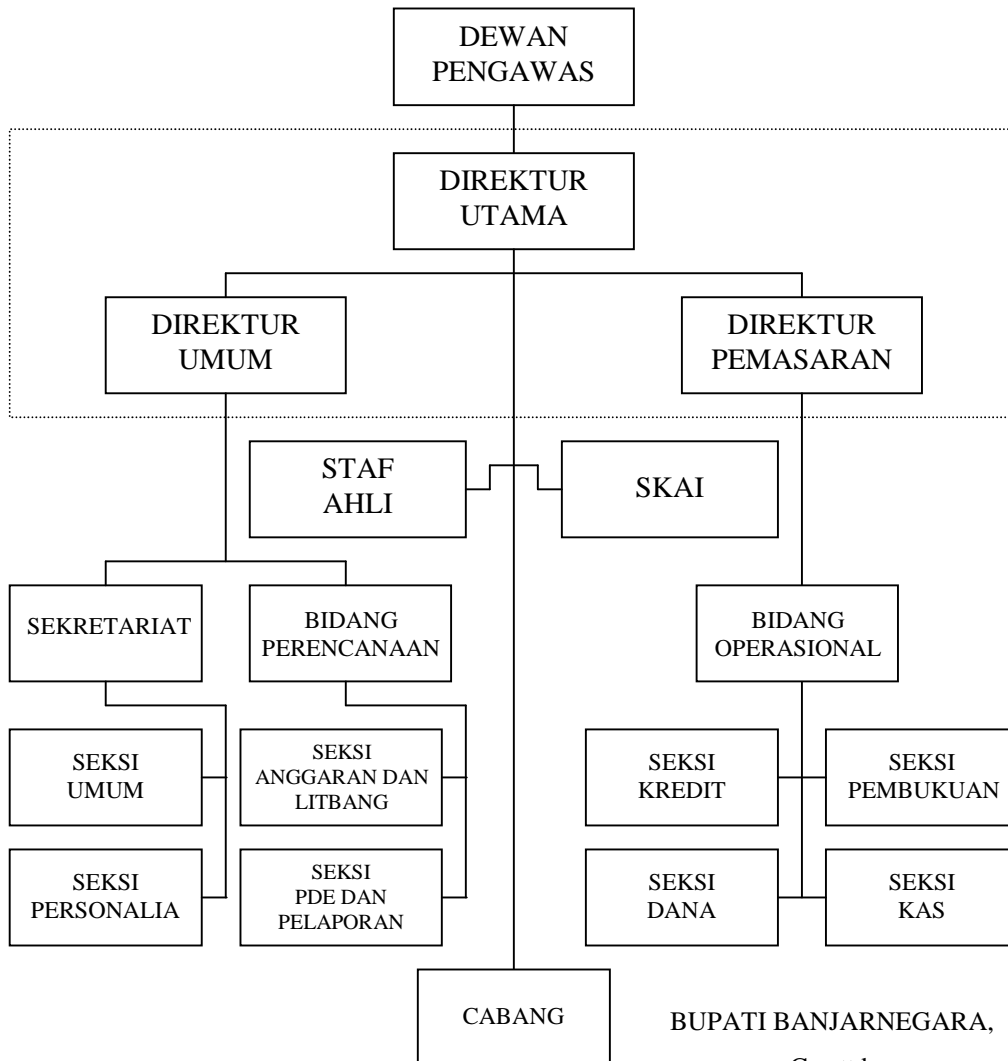 DEWAN
PENGAWAS
DIREKTUR
UTAMA
DIREKTUR
UMUM
DIREKTUR
PEMASARAN
STAF
AHLI
SKAI
SEKRETARIAT
BIDANG
PERENCANAAN
BIDANG
OPERASIONAL
SEKSI
UMUM
SEKSI
ANGGARAN DAN
LITBANG
SEKSI
KREDIT
SEKSI
PEMBUKUAN
SEKSI
PERSONALIA
SEKSI
PDE DAN
PELAPORAN
SEKSI
DANA
SEKSI
KAS
CABANG
BUPATI BANJARNEGARA,